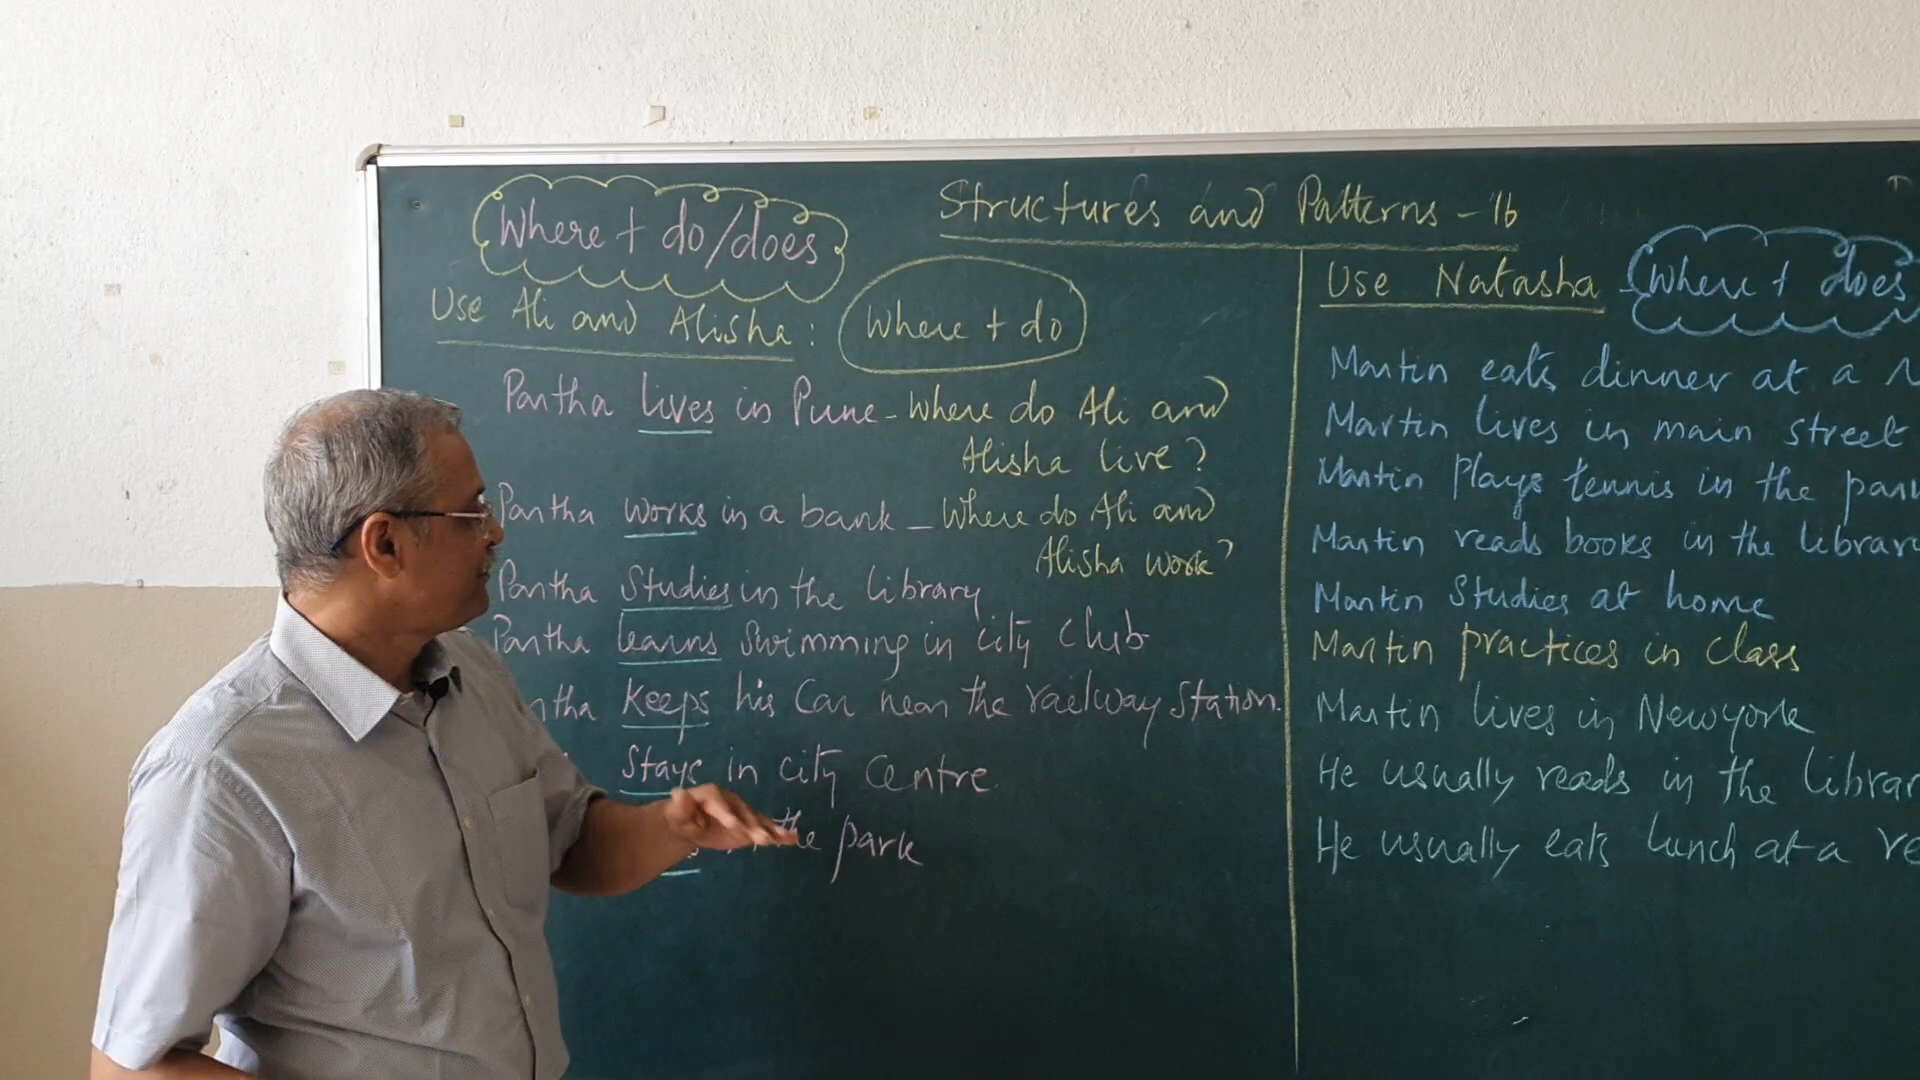 Structures and Patterns - 16
Where + do/does
Use Ali and Alisha : Where + do
Partha lives in Pune - Where do Ali and
Alisha live?
Partha works in a bank - Where do Ali and
Alisha work?
Partha studies in the library
Partha learns swimming in city club
ntha keeps his car near the railway station.
Stays in city Centre.
the park
Use Natasha - Where + does
Martin eats dinner at a
Martin lives in main street
Martin plays tennis in the
Martin reads books in the library
Martin studies at home
Martin practices in class
Martin lives in Newyork
He usually reads in the
He usually eats lunch at a